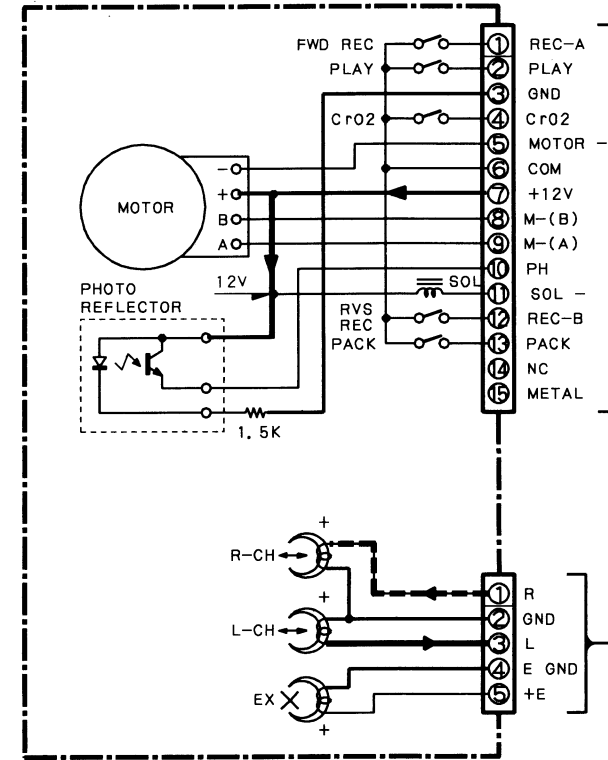 FWD REC ① REC-A
PLAY ② PLAY
③ GND
CrO2 ④ CrO2
⑤ MOTOR -
- ⑥ COM
MOTOR + ⑦ +12V
B ⑧ M-(B)
A ⑨ M-(A)
⑩ PH
PHOTO REFLECTOR
12V SOL ⑪ SOL -
RVS REC ⑫ REC-B
PACK ⑬ PACK
⑭ NC
⑮ METAL
1.5K
+
R-CH
① R
+
② GND
L-CH ③ L
④ E GND
EX ⑤ +E
+